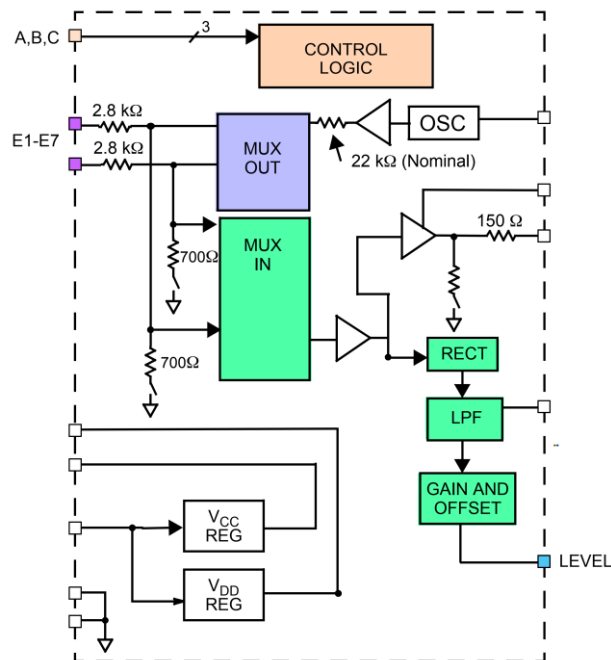 A,B,C
3
CONTROL
LOGIC
2.8 kΩ
E1-E7
2.8 kΩ
MUX
OUT
OSC
22 kΩ (Nominal)
MUX
IN
700Ω
150 Ω
700Ω
RECT
LPF
GAIN AND
OFFSET
VCC
REG
VDD
REG
LEVEL